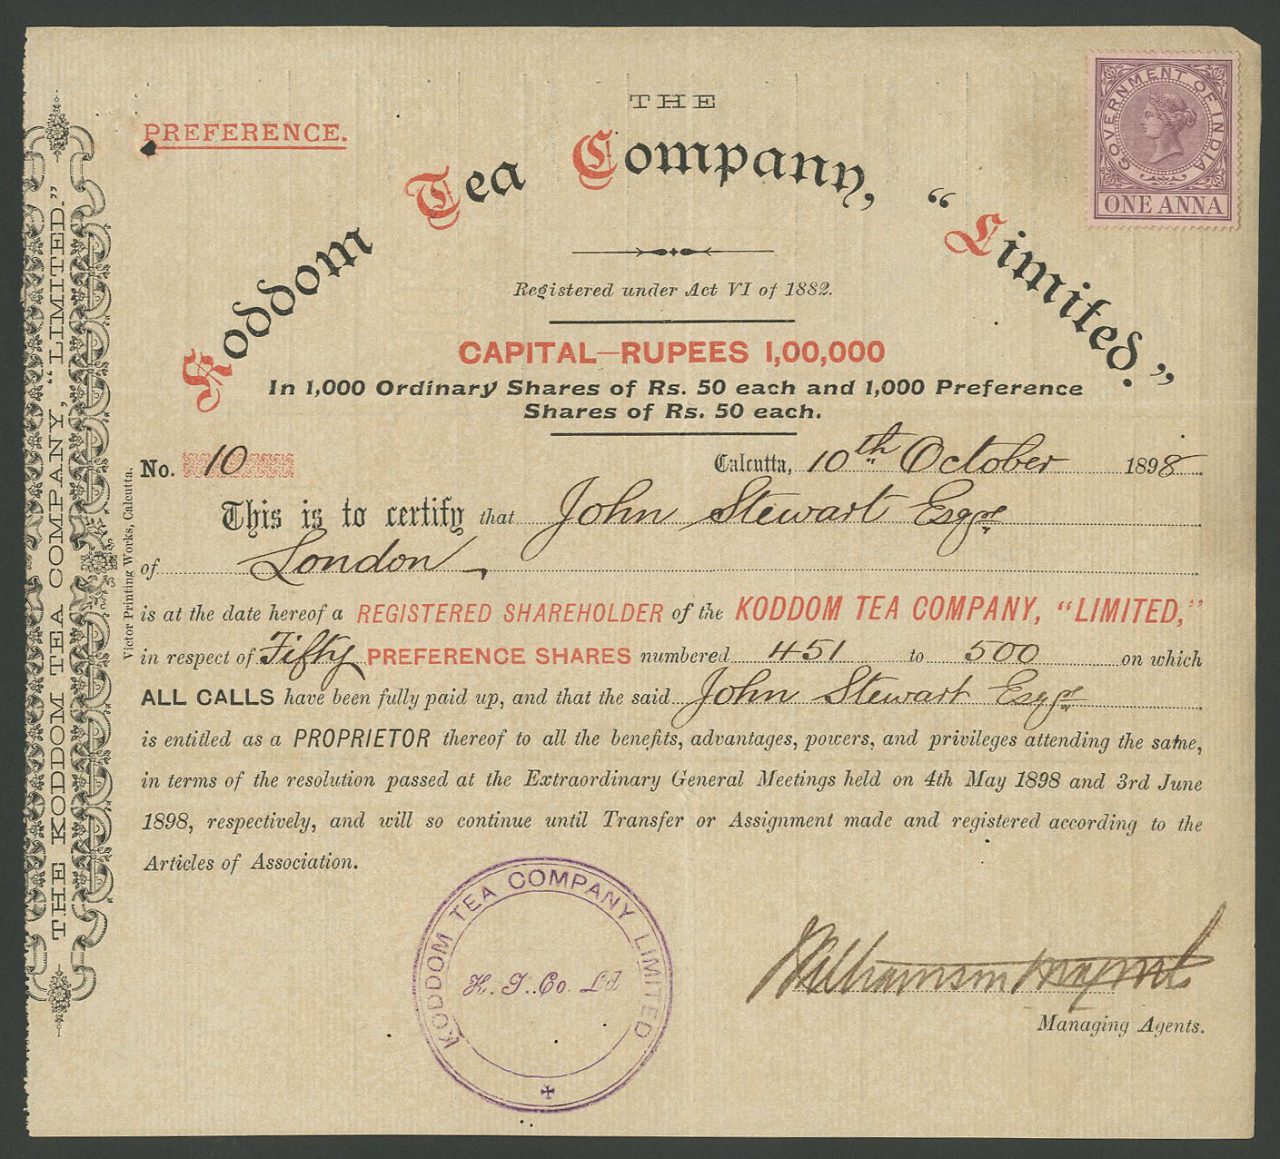 THE
PREFERENCE.
Koddom Tea Company, "Limited."
GOVERNMENT OF INDIA
ONE ANNA
Registered under Act VI of 1882.
CAPITAL—RUPEES 1,00,000
In 1,000 Ordinary Shares of Rs. 50 each and 1,000 Preference
Shares of Rs. 50 each.
No. 10 Calcutta, 10th October 1898
This is to certify that John Stewart Esqre
of London
is at the date hereof a REGISTERED SHAREHOLDER of the KODDOM TEA COMPANY, "LIMITED,"
in respect of Fifty PREFERENCE SHARES numbered 451 to 500 on which
ALL CALLS have been fully paid up, and that the said John Stewart Esqre
is entitled as a PROPRIETOR thereof to all the benefits, advantages, powers, and privileges attending the same,
in terms of the resolution passed at the Extraordinary General Meetings held on 4th May 1898 and 3rd June
1898, respectively, and will so continue until Transfer or Assignment made and registered according to the
Articles of Association.
KODDOM TEA COMPANY LIMITED
K. T. Co. Ld
Managing Agents.
THE KODDOM TEA COMPANY, "LIMITED."
Victor Printing Works, Calcutta.